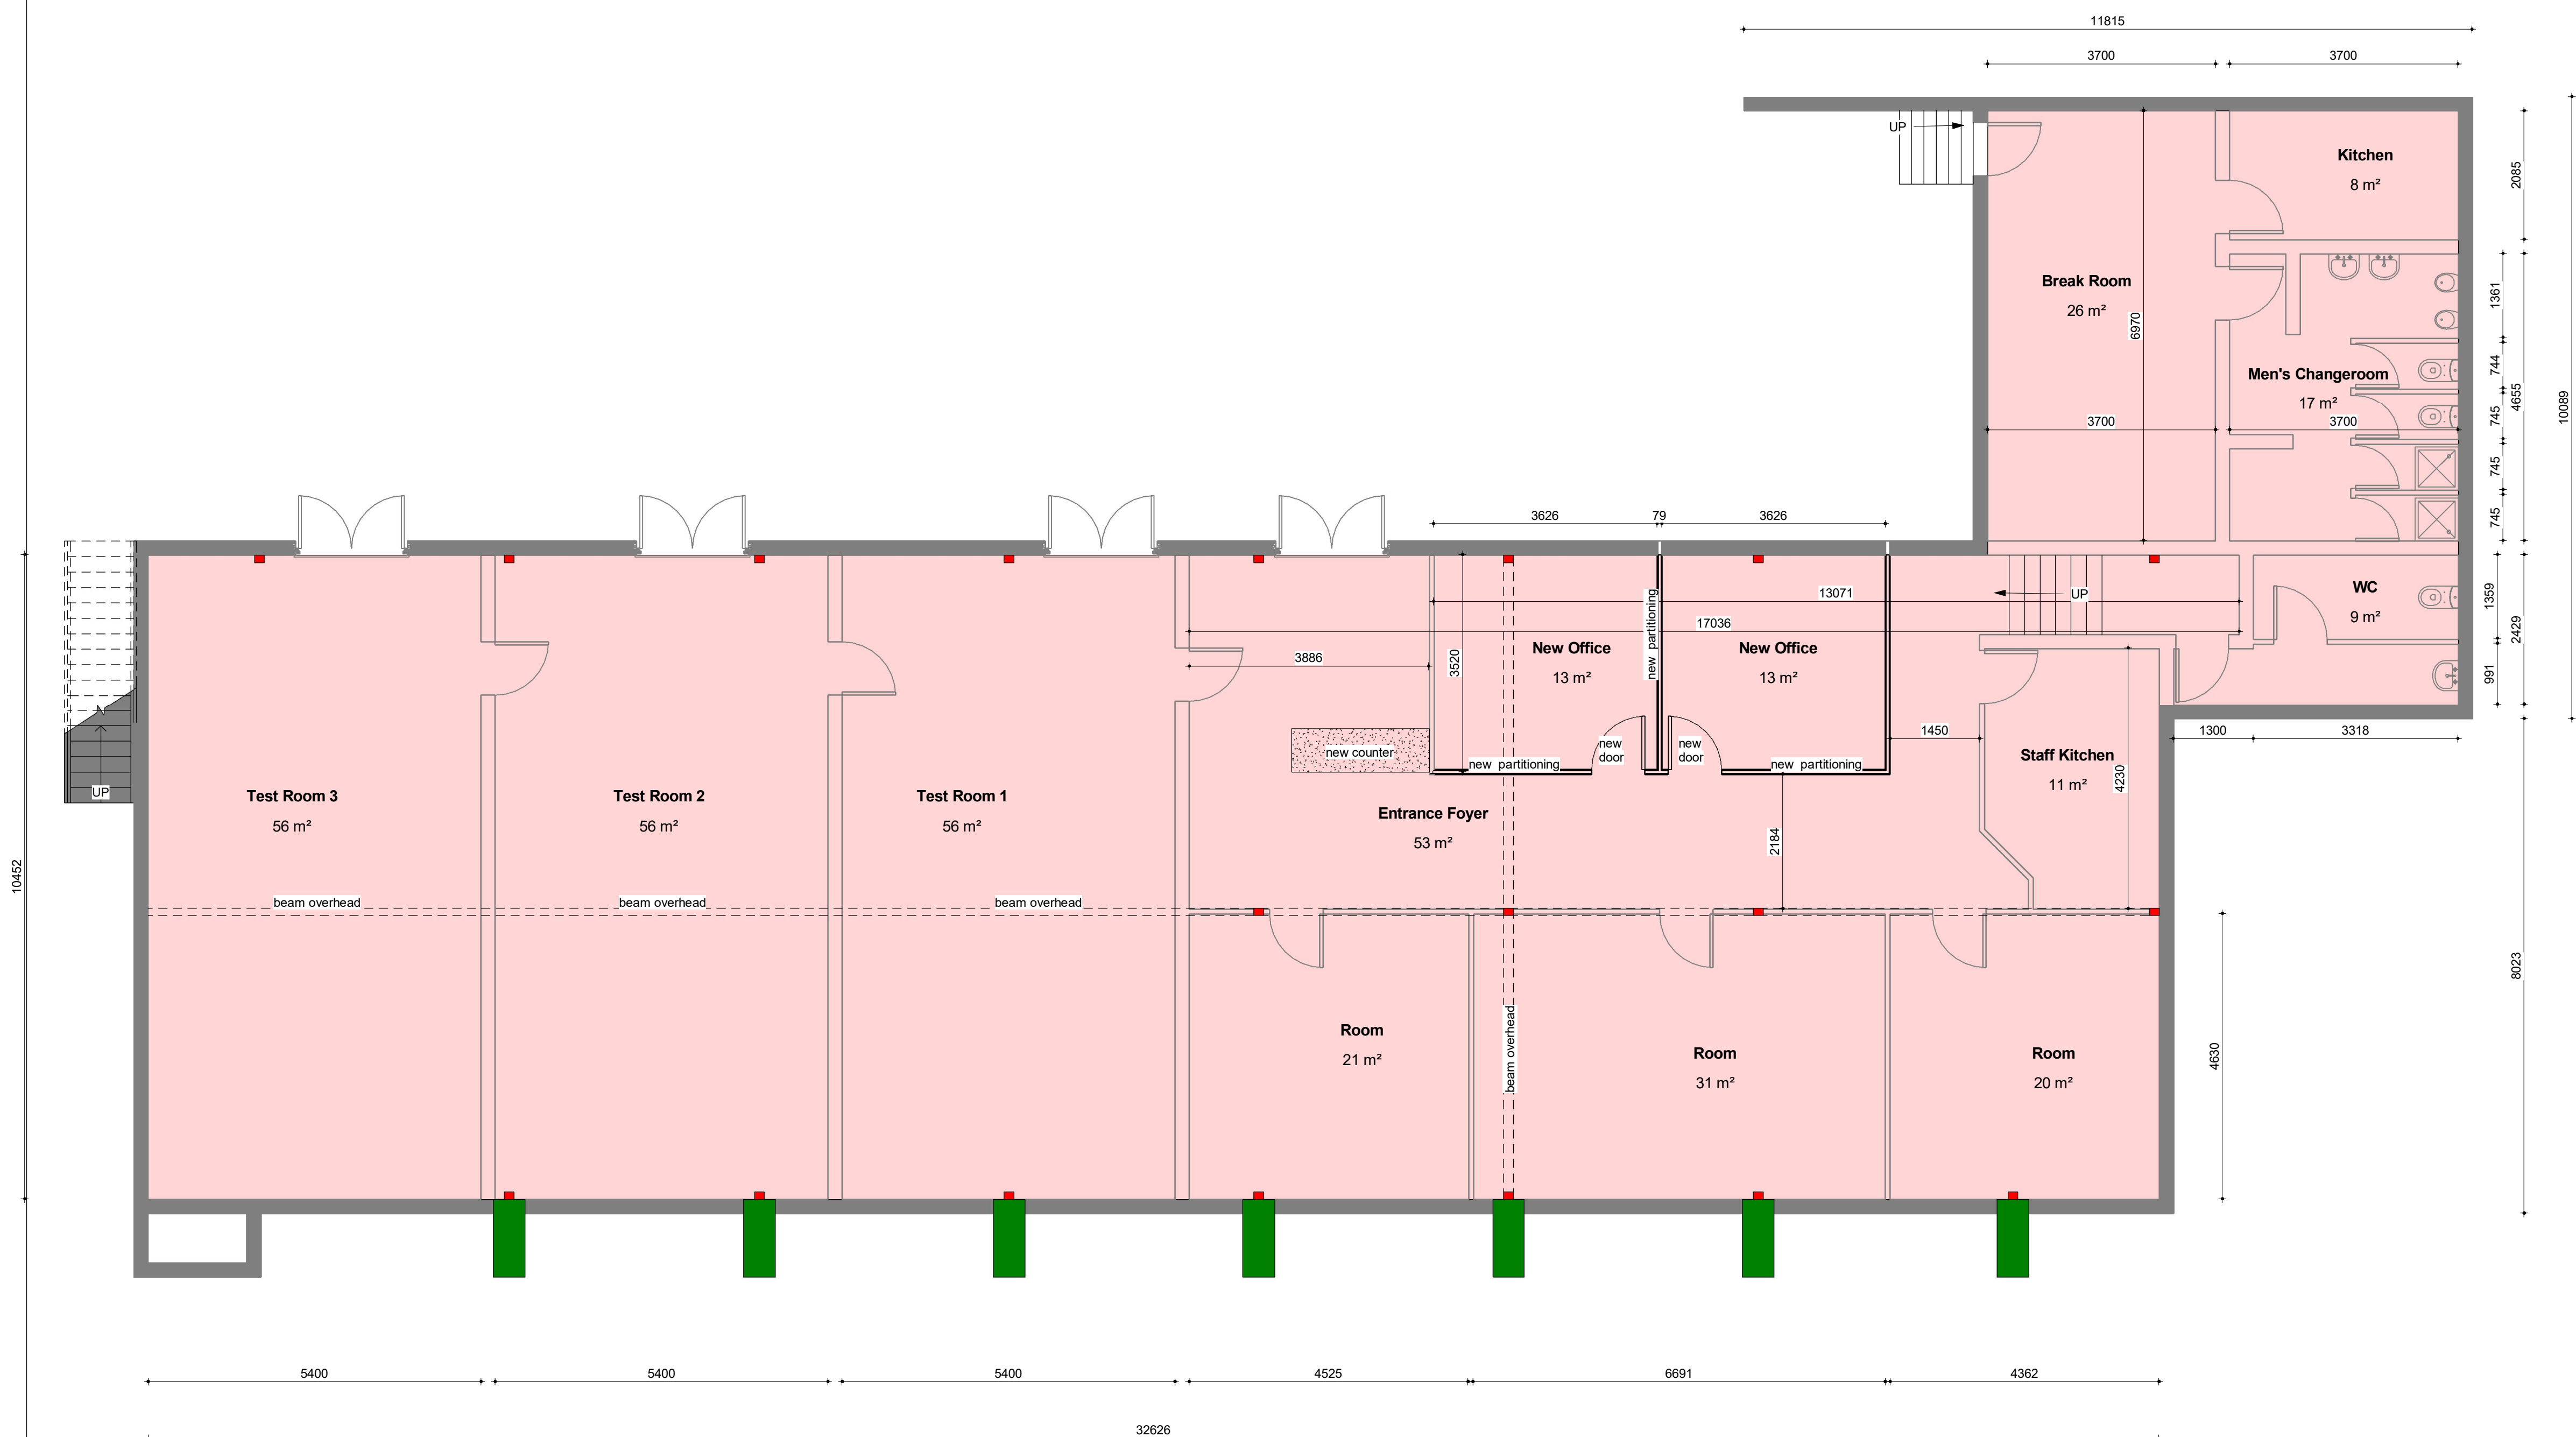 11815
3700
3700
UP
Kitchen
8 m²
2085
Break Room
26 m²
6970
1361
744
4655
10089
Men's Changeroom
17 m²
3700
3700
745
745
745
3626
79
3626
UP
13071
17036
WC
9 m²
1359
2429
991
new partitioning
New Office
13 m²
New Office
13 m²
3886
3520
1450
1300
3318
new counter
new
door
new
door
new partitioning
new partitioning
Staff Kitchen
11 m²
4230
UP
Test Room 3
56 m²
Test Room 2
56 m²
Test Room 1
56 m²
Entrance Foyer
53 m²
2184
10452
beam overhead
beam overhead
beam overhead
8023
Room
21 m²
beam overhead
Room
31 m²
Room
20 m²
4630
5400
5400
5400
4525
6691
4362
32626